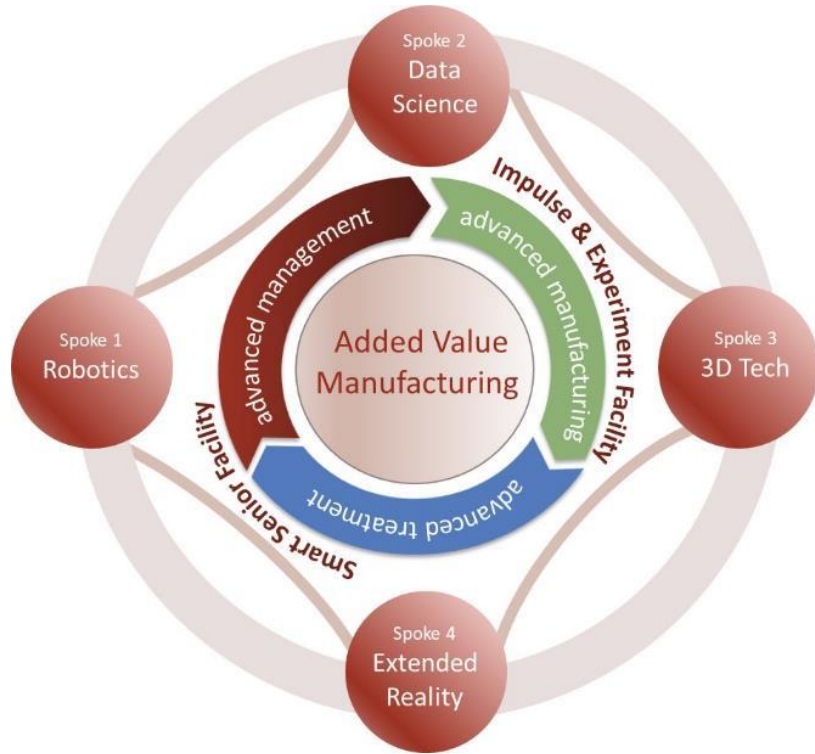 Spoke 2
Data
Science
Impulse & Experiment Facility
advanced management
advanced manufacturing
Spoke 1
Robotics
Added Value
Manufacturing
Spoke 3
3D Tech
advanced treatment
Smart Senior Facility
Spoke 4
Extended
Reality